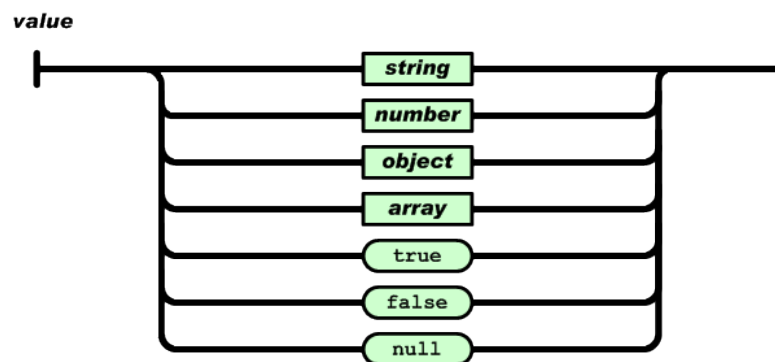 value
string
number
object
array
true
false
null